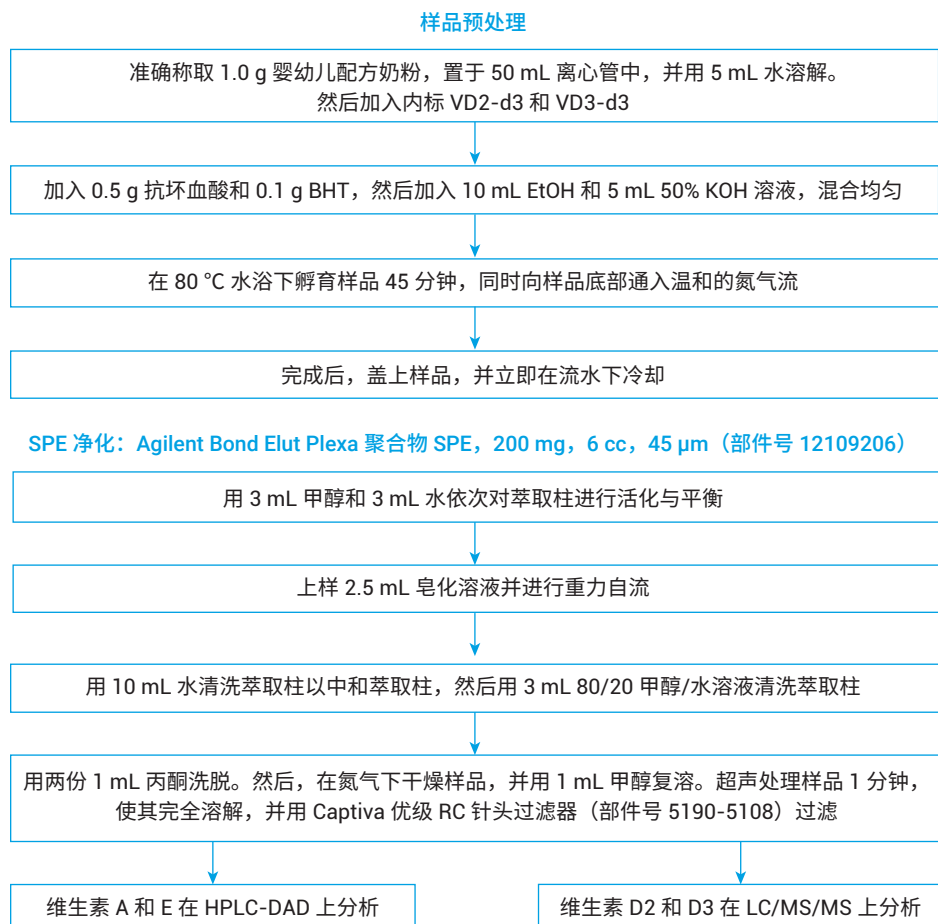 样品预处理
准确称取 1.0 g 婴幼儿配方奶粉，置于 50 mL 离心管中，并用 5 mL 水溶解。
然后加入内标 VD2-d3 和 VD3-d3
加入 0.5 g 抗坏血酸和 0.1 g BHT，然后加入 10 mL EtOH 和 5 mL 50% KOH 溶液，混合均匀
在 80 °C 水浴下孵育样品 45 分钟，同时向样品底部通入温和的氮气流
完成后，盖上样品，并立即在流水下冷却
SPE 净化：Agilent Bond Elut Plexa 聚合物 SPE，200 mg，6 cc，45 µm（部件号 12109206）
用 3 mL 甲醇和 3 mL 水依次对萃取柱进行活化与平衡
上样 2.5 mL 皂化溶液并进行重力自流
用 10 mL 水清洗萃取柱以中和萃取柱，然后用 3 mL 80/20 甲醇/水溶液清洗萃取柱
用两份 1 mL 丙酮洗脱。然后，在氮气下干燥样品，并用 1 mL 甲醇复溶。超声处理样品 1 分钟，
使其完全溶解，并用 Captiva 优级 RC 针头过滤器（部件号 5190-5108）过滤
维生素 A 和 E 在 HPLC-DAD 上分析
维生素 D2 和 D3 在 LC/MS/MS 上分析